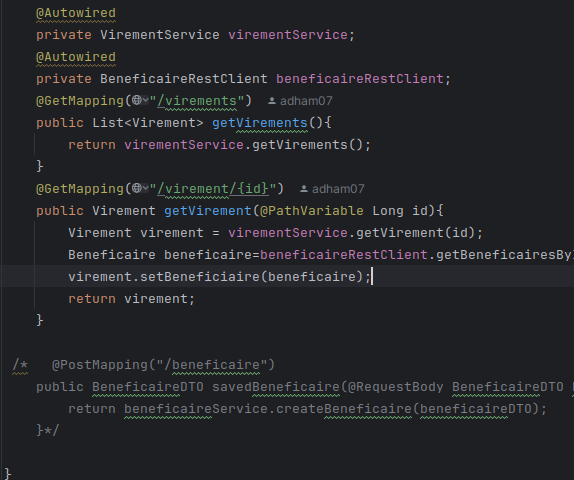 @Autowired
private VirementService virementService;
@Autowired
private BeneficaireRestClient beneficaireRestClient;
@GetMapping("/virements") adham07
public List<Virement> getVirements(){
return virementService.getVirements();
}
@GetMapping("/virement/{id}") adham07
public Virement getVirement(@PathVariable Long id){
Virement virement = virementService.getVirement(id);
Beneficaire beneficaire=beneficaireRestClient.getBeneficairesBy
virement.setBeneficiaire(beneficaire);
return virement;
}
/* @PostMapping("/beneficaire")
public BeneficaireDTO savedBeneficaire(@RequestBody BeneficaireDTO
return beneficaireService.createBeneficaire(beneficaireDTO);
}*/
}